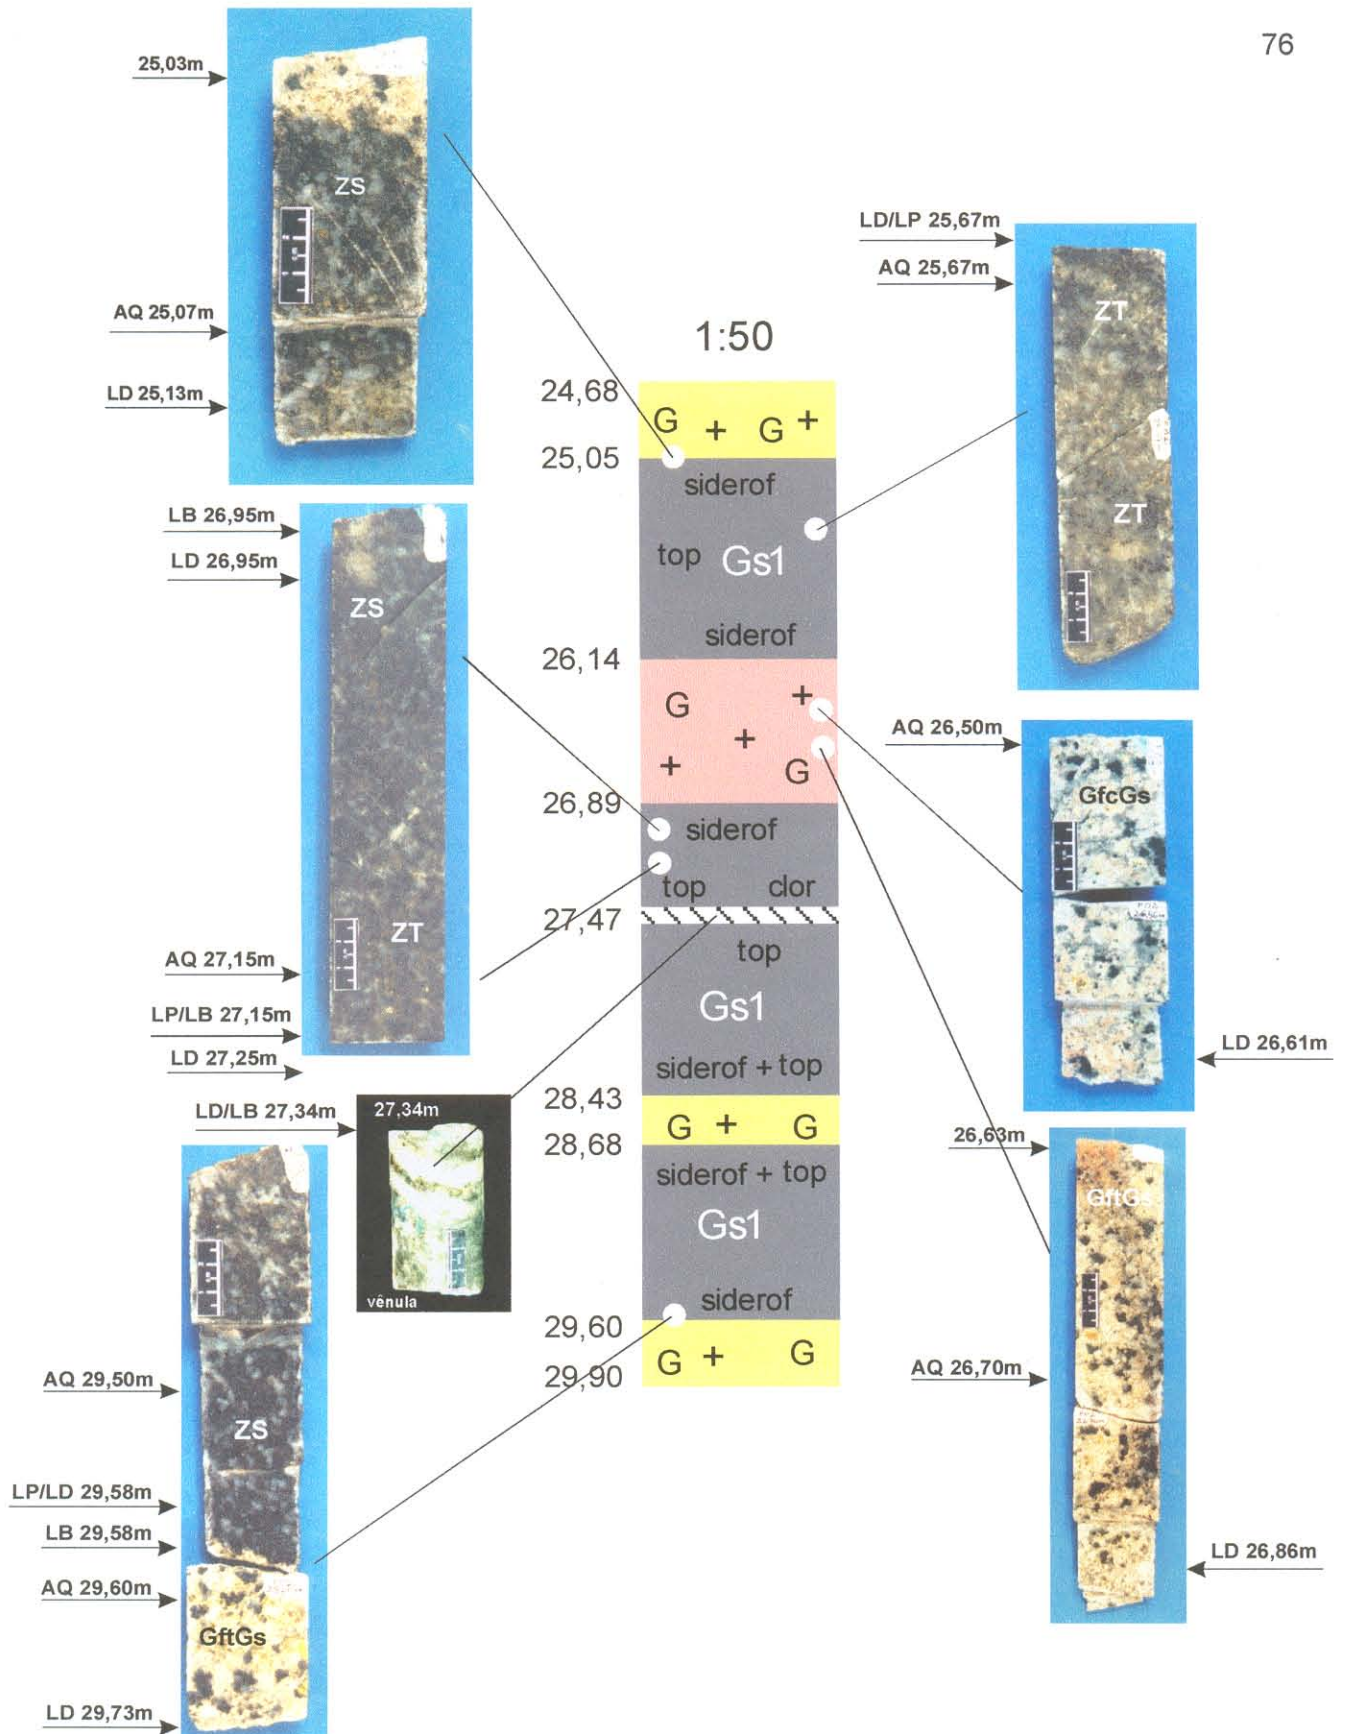 76
25,03m
ZS
AQ 25,07m
LD 25,13m
LD/LP 25,67m
AQ 25,67m
ZT
ZT
1:50
24,68
G + G +
25,05
siderof
top Gs1
siderof
26,14
G +
+
+ G
26,89
siderof
top clor
27,47
top
Gs1
siderof + top
28,43
G + G
28,68
siderof + top
Gs1
siderof
29,60
G + G
29,90
LB 26,95m
LD 26,95m
ZS
ZT
AQ 27,15m
LP/LB 27,15m
LD 27,25m
LD/LB 27,34m
27,34m
vênula
AQ 26,50m
GfcGs
LD 26,61m
26,63m
GftGs
AQ 26,70m
LD 26,86m
AQ 29,50m
ZS
LP/LD 29,58m
LB 29,58m
AQ 29,60m
GftGs
LD 29,73m